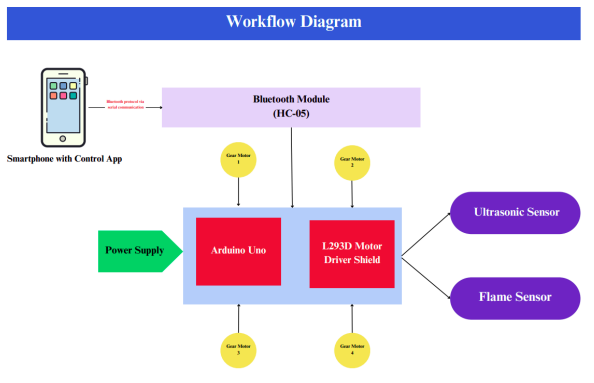 Workflow Diagram
Bluetooth protocol via
serial communication
Bluetooth Module
(HC-05)
Smartphone with Control App
Gear Motor
1
Gear Motor
2
Power Supply
Arduino Uno
L293D Motor
Driver Shield
Ultrasonic Sensor
Flame Sensor
Gear Motor
3
Gear Motor
4